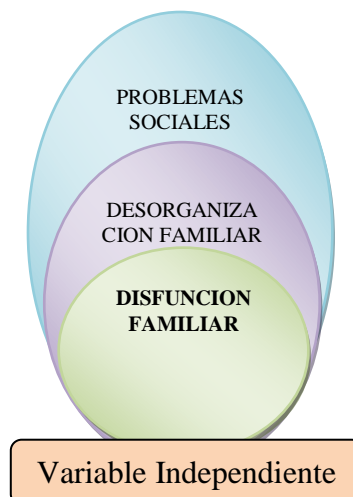 PROBLEMAS
SOCIALES
DESORGANIZA
CION FAMILIAR
DISFUNCION
FAMILIAR
Variable Independiente